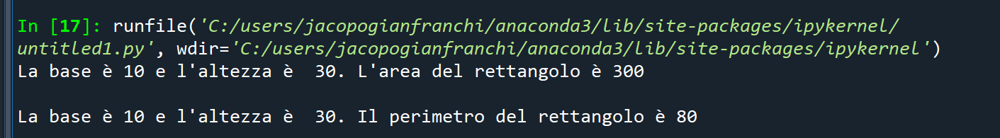 In [17]: runfile('C:/users/jacopogianfranchi/anaconda3/lib/site-packages/ipykernel/
untitled1.py', wdir='C:/users/jacopogianfranchi/anaconda3/lib/site-packages/ipykernel')
La base è 10 e l'altezza è  30. L'area del rettangolo è 300
La base è 10 e l'altezza è  30. Il perimetro del rettangolo è 80